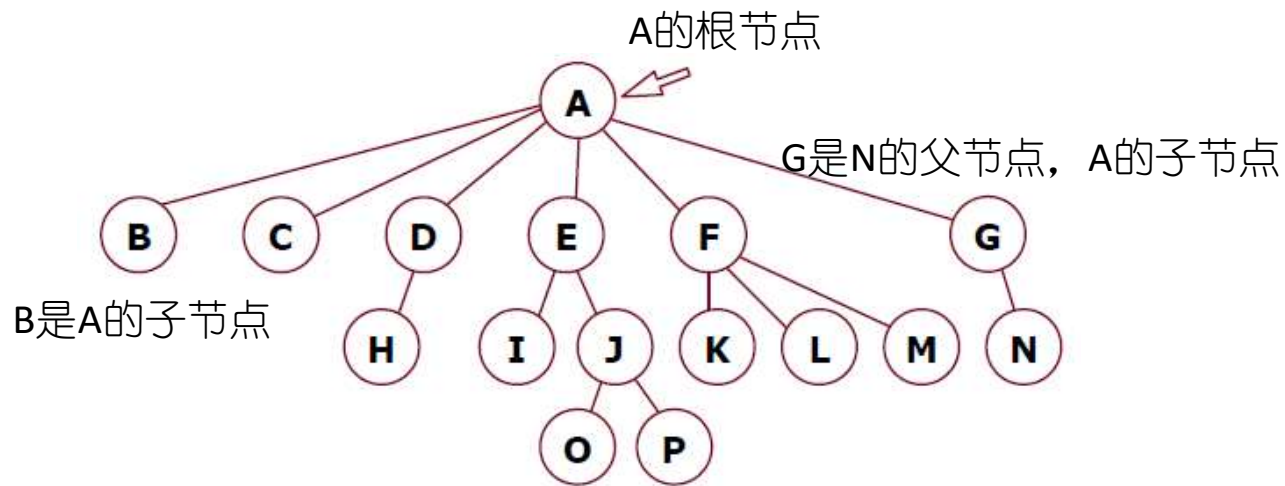 A的根节点
A
G是N的父节点，A的子节点
B C D E F G
B是A的子节点
H I J K L M N
O P